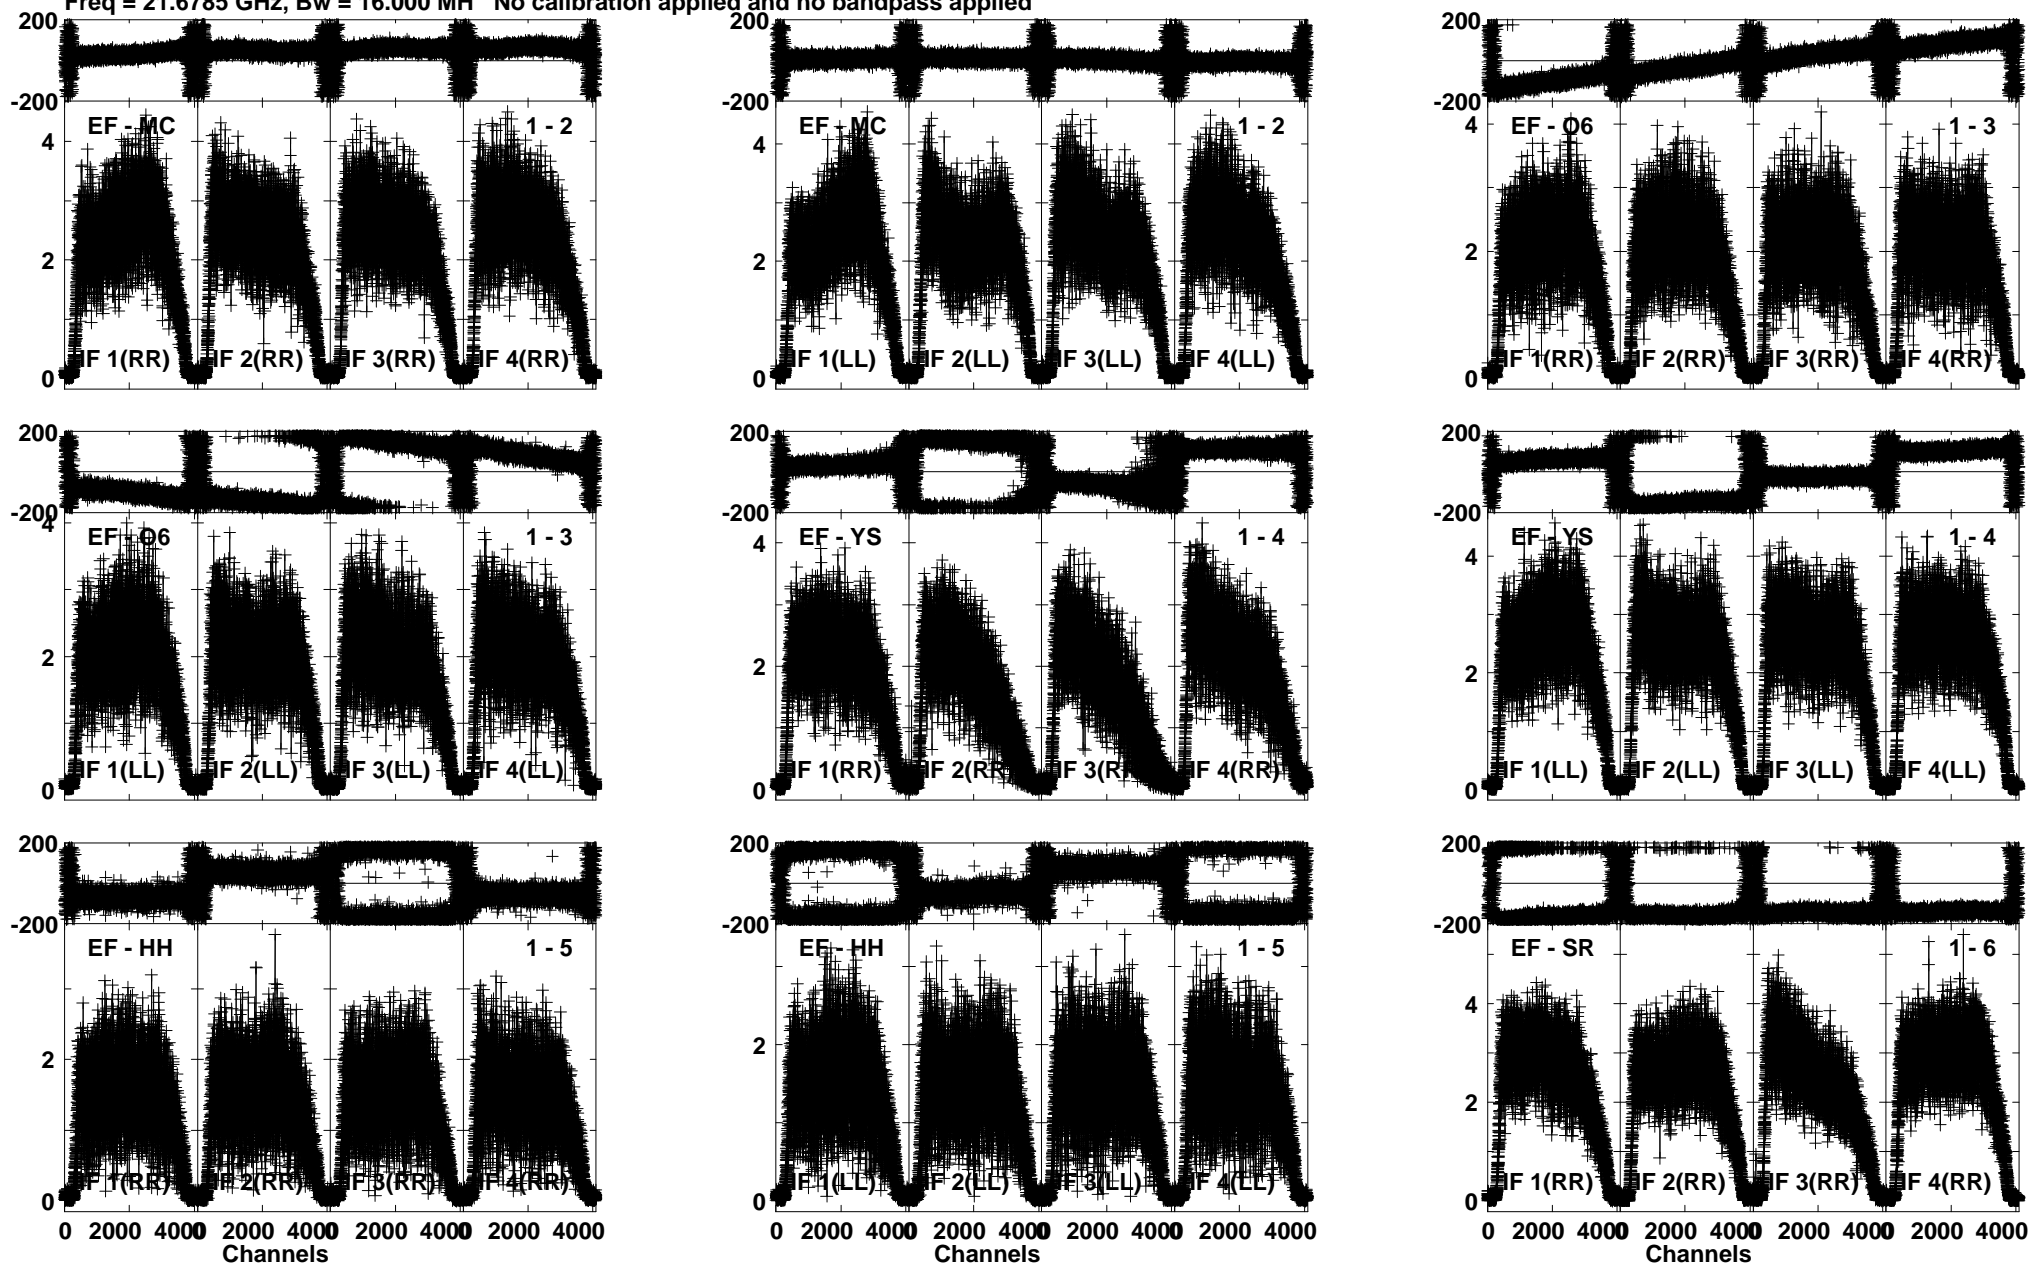 Freq = 21.6785 GHz, Bw = 16.000 MH No calibration applied and no bandpass applied
200 200 200
-200 -200 -200
EF - MC 1 - 2 EF - MC 1 - 2 EF - O6 1 - 3
4 4 4
2 2 2
IF 1(RR) IF 2(RR) IF 3(RR) IF 4(RR) IF 1(LL) IF 2(LL) IF 3(LL) IF 4(LL) IF 1(RR) IF 2(RR) IF 3(RR) IF 4(RR)
0 0 0
200 200 200
-200 -200 -200
EF - O6 1 - 3 EF - YS 1 - 4 EF - YS 1 - 4
4 4 4
2 2 2
IF 1(LL) IF 2(LL) IF 3(LL) IF 4(LL) IF 1(RR) IF 2(RR) IF 3(RR) IF 4(RR) IF 1(LL) IF 2(LL) IF 3(LL) IF 4(LL)
0 0 0
200 200 200
-200 -200 -200
EF - HH 1 - 5 EF - HH 1 - 5 EF - SR 1 - 6
4
2 2 2
IF 1(RR) IF 2(RR) IF 3(RR) IF 4(RR) IF 1(LL) IF 2(LL) IF 3(LL) IF 4(LL) IF 1(RR) IF 2(RR) IF 3(RR) IF 4(RR)
0 0 0
0 2000 4000 2000 4000 2000 4000 2000 4000 0 2000 4000 2000 4000 2000 4000 2000 4000 0 2000 4000 2000 4000 2000 4000 2000 4000
Channels Channels Channels